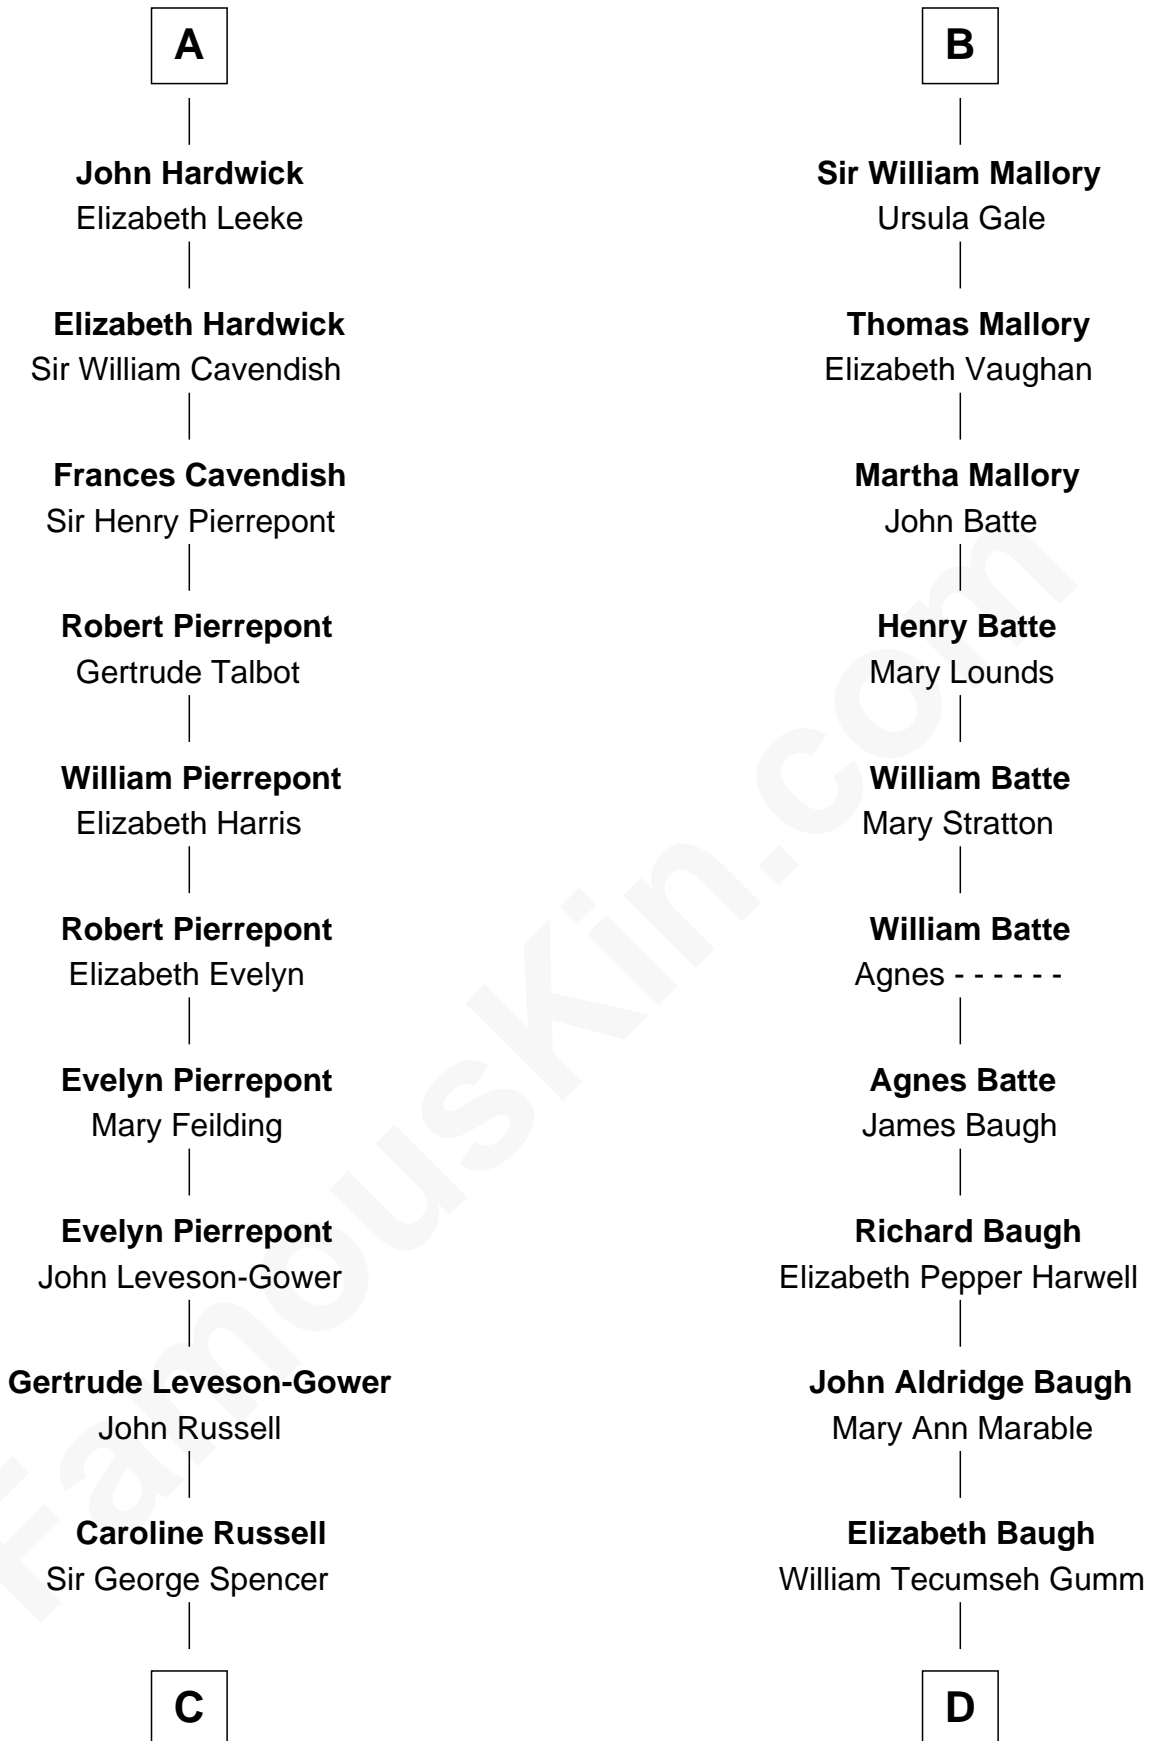 A
John Hardwick
Elizabeth Leeke
Elizabeth Hardwick
Sir William Cavendish
Frances Cavendish
Sir Henry Pierrepont
Robert Pierrepont
Gertrude Talbot
William Pierrepont
Elizabeth Harris
Robert Pierrepont
Elizabeth Evelyn
Evelyn Pierrepont
Mary Feilding
Evelyn Pierrepont
John Leveson-Gower
Gertrude Leveson-Gower
John Russell
Caroline Russell
Sir George Spencer
C
B
Sir William Mallory
Ursula Gale
Thomas Mallory
Elizabeth Vaughan
Martha Mallory
John Batte
Henry Batte
Mary Lounds
William Batte
Mary Stratton
William Batte
Agnes - - - - - -
Agnes Batte
James Baugh
Richard Baugh
Elizabeth Pepper Harwell
John Aldridge Baugh
Mary Ann Marable
Elizabeth Baugh
William Tecumseh Gumm
D
FamousKin.com